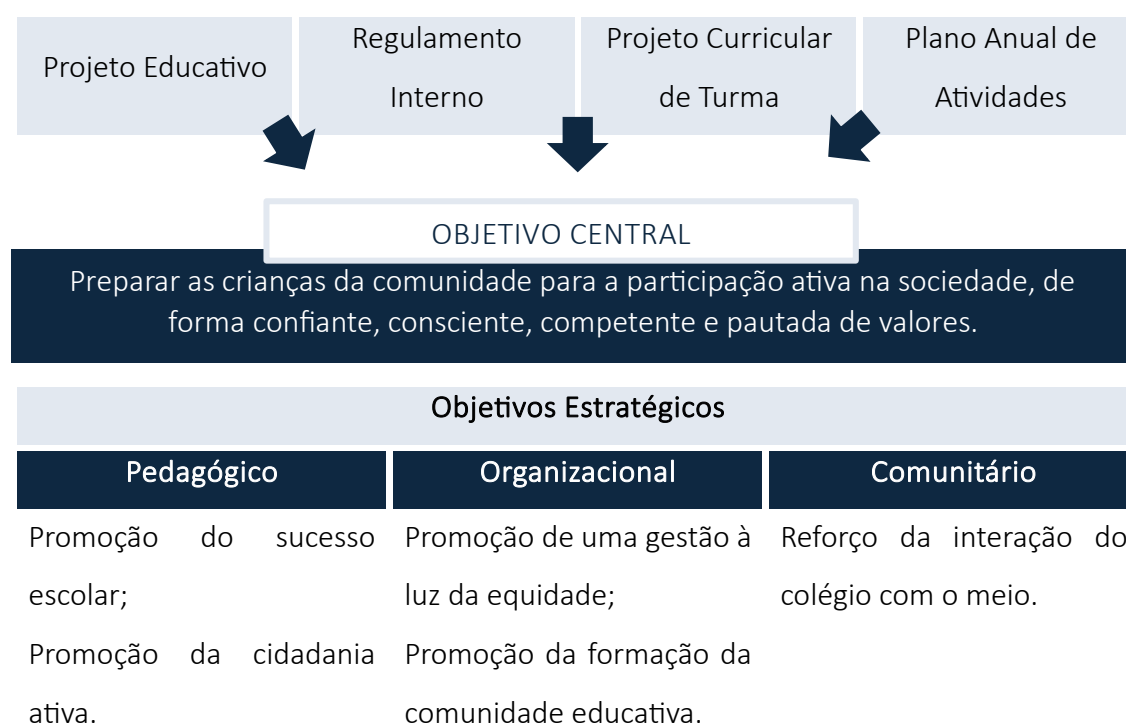 Projeto Educativo
Regulamento
Interno
Projeto Curricular
de Turma
Plano Anual de
Atividades
OBJETIVO CENTRAL
Preparar as crianças da comunidade para a participação ativa na sociedade, de
forma confiante, consciente, competente e pautada de valores.
Objetivos Estratégicos
Pedagógico
Organizacional
Comunitário
Promoção do sucesso
escolar;
Promoção da cidadania
ativa.
Promoção de uma gestão à
luz da equidade;
Promoção da formação da
comunidade educativa.
Reforço da interação do
colégio com o meio.